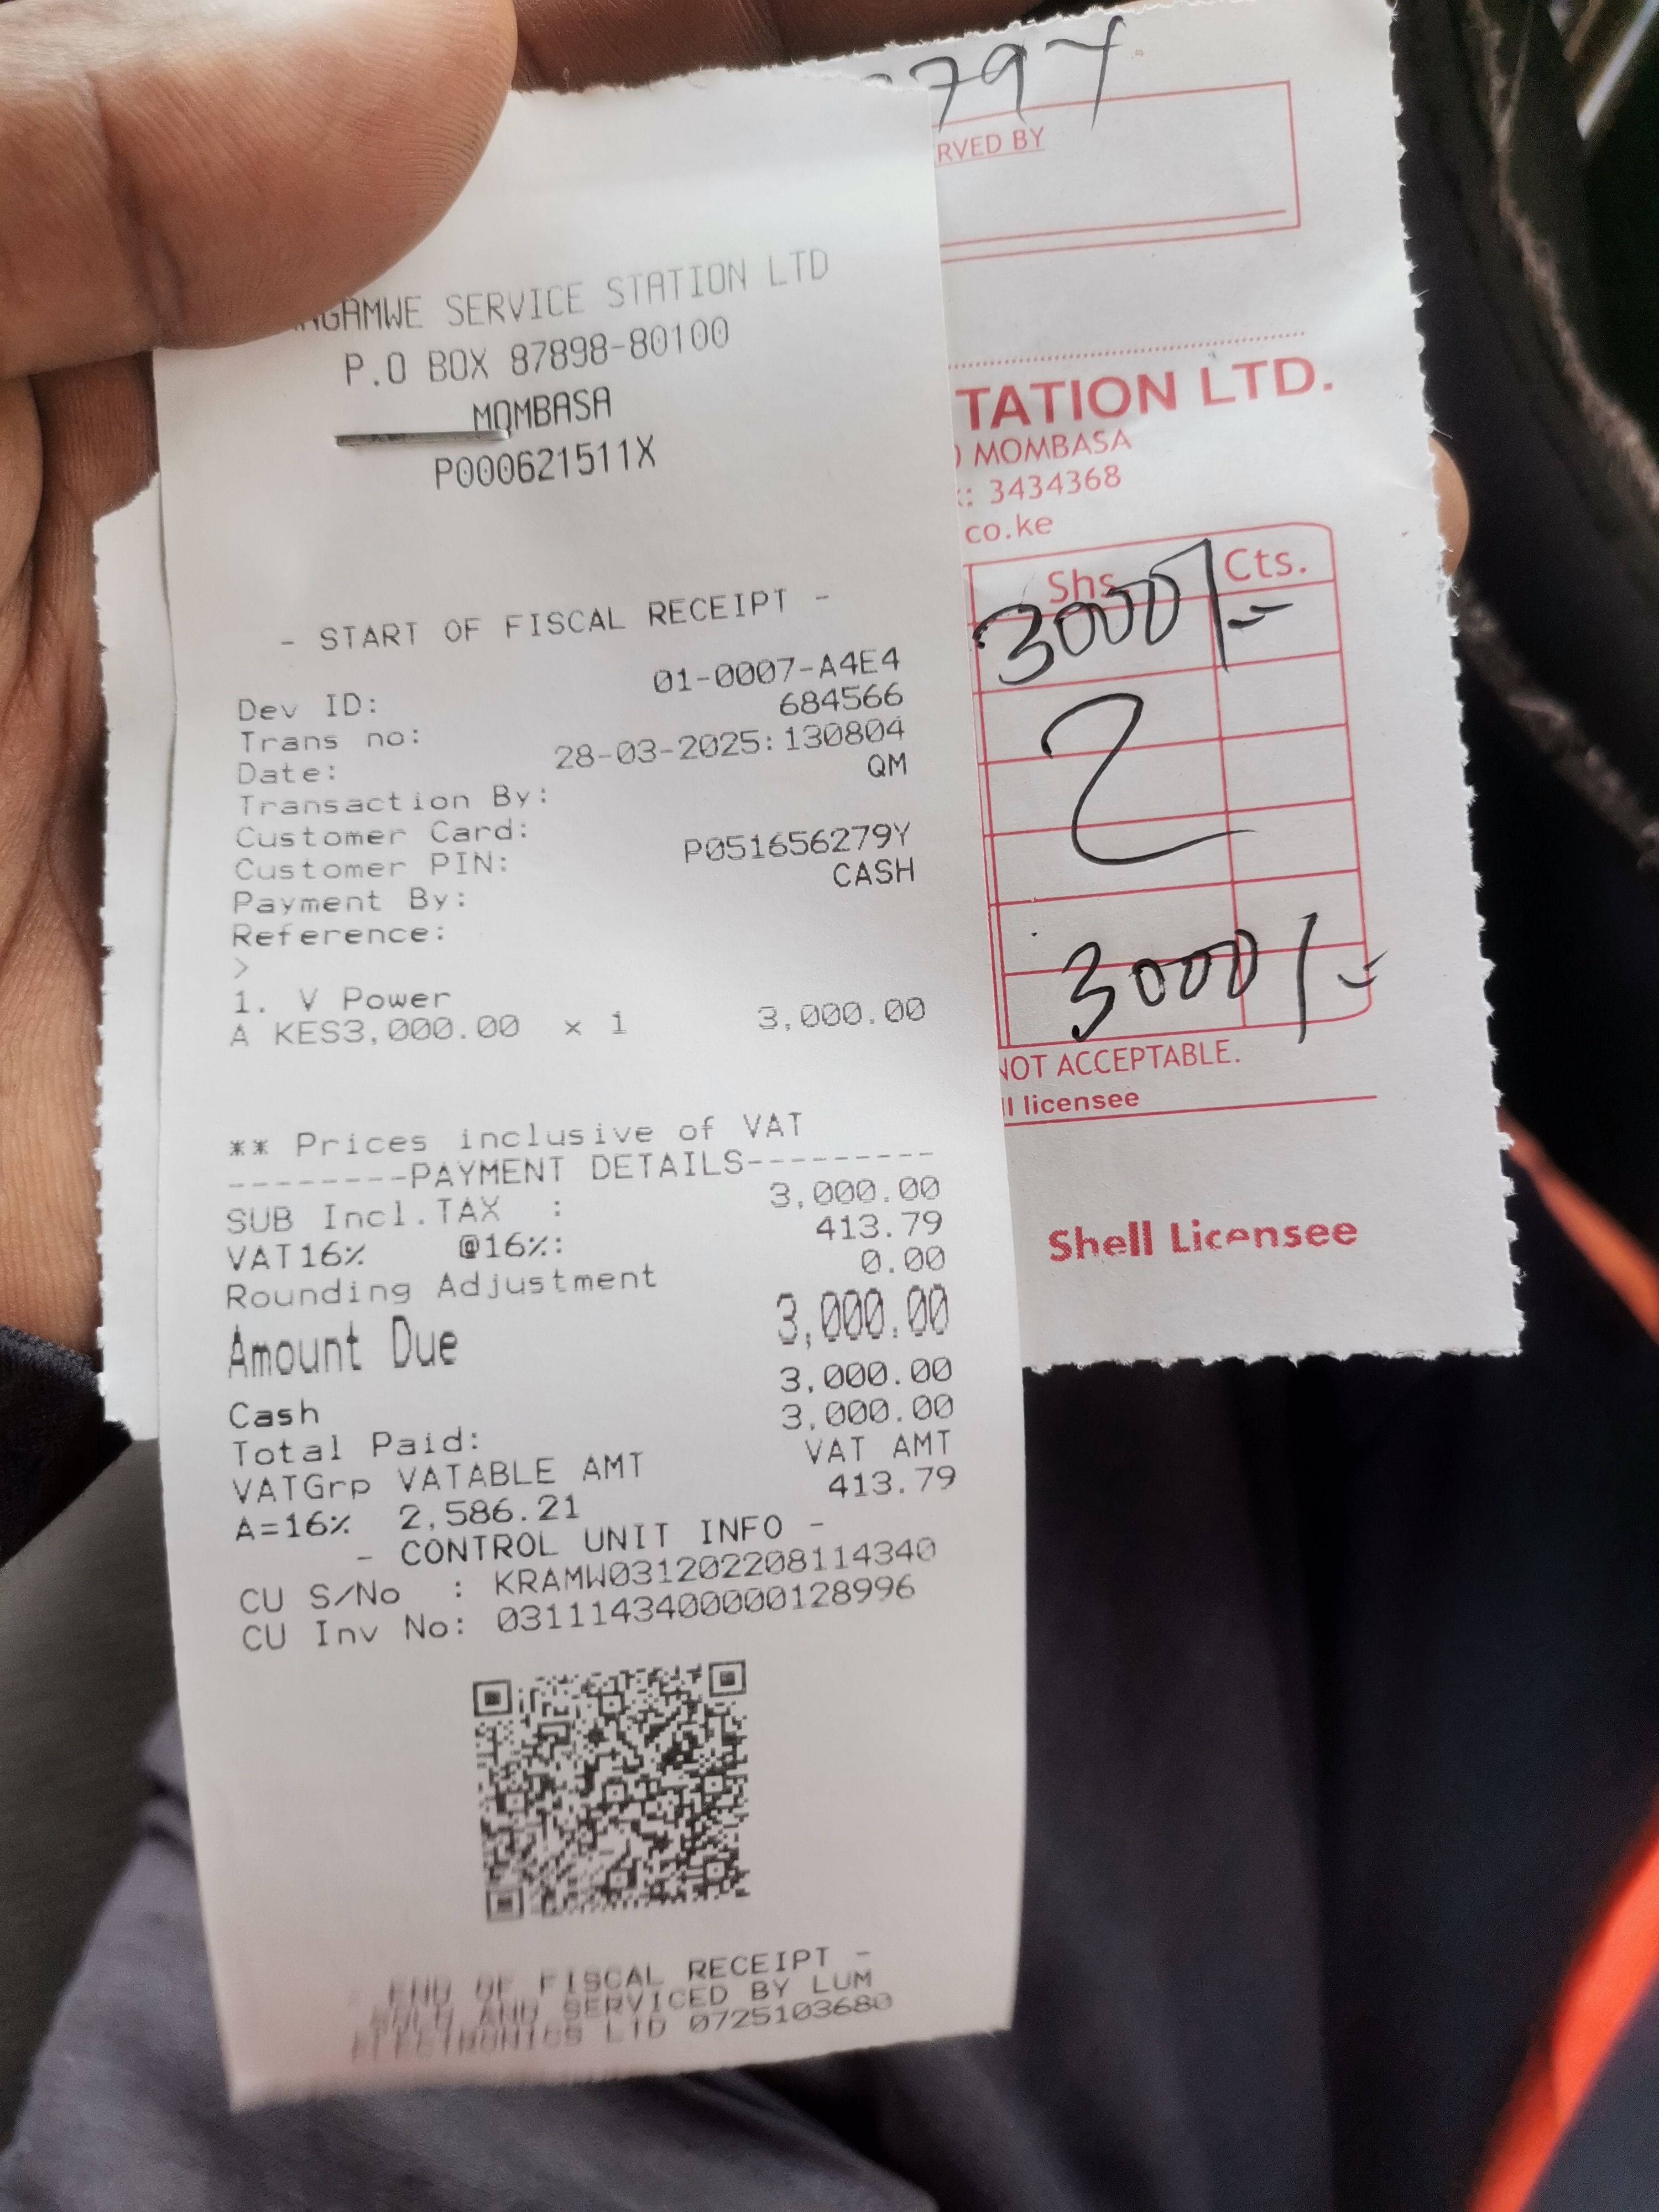 SERVICE STATION LTD
P.O BOX 87898-80100
MOMBASA
P000621511X
- START OF FISCAL RECEIPT -
Dev ID: 01-0007-A4E4
Trans no: 684566
Date: 28-03-2025:130804
Transaction By: QM
Customer Card:
Customer PIN: P051656279Y
Payment By: CASH
Reference:
>
1. V Power
A KES3,000.00 x 1 3,000.00
** Prices inclusive of VAT
--------PAYMENT DETAILS---------
SUB Incl.TAX : 3,000.00
VAT16% @16%: 413.79
Rounding Adjustment 0.00
Amount Due 3,000.00
Cash 3,000.00
Total Paid: 3,000.00
VATGrp VATABLE AMT VAT AMT
A=16% 2,586.21 413.79
- CONTROL UNIT INFO -
CU S/No : KRAMW031202208114340
CU Inv No: 0311143400000128996
END OF FISCAL RECEIPT -
SOLD AND SERVICED BY LUM
ELECTRONICS LTD 0725103680
79Y
RVED BY
TATION LTD.
MOMBASA
: 3434368
co.ke
Shs. Cts.
3000/=
3000/=
NOT ACCEPTABLE.
licensee
Shell Licensee